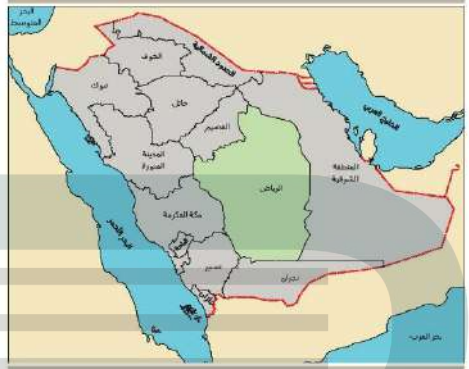 البحر
المتوسط
الحدود الشمالية
الجوف
تبوك
حائل
القصيم
الخليج العربي
المدينة
المنورة
المنطقة
الشرقية
الرياض
مكة المكرمة
البحر الأحمر
الباحة
عسير
نجران
جازان
بحر العرب